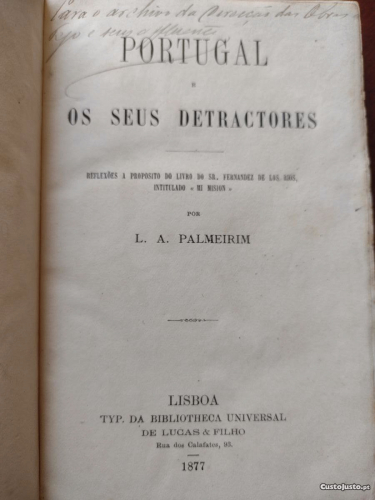 Para o archivo da Direcção das Obras
PORTUGAL
E
OS SEUS DETRACTORES
REFLEXÕES A PROPOSITO DO LIVRO DO SR. FERNANDEZ DE LOS RIOS,
INTITULADO « MI MISION »
POR
L. A. PALMEIRIM
LISBOA
TYP. DA BIBLIOTHECA UNIVERSAL
DE LUCAS & FILHO
Rua dos Calafates, 93.
1877
CustoJusto.pt